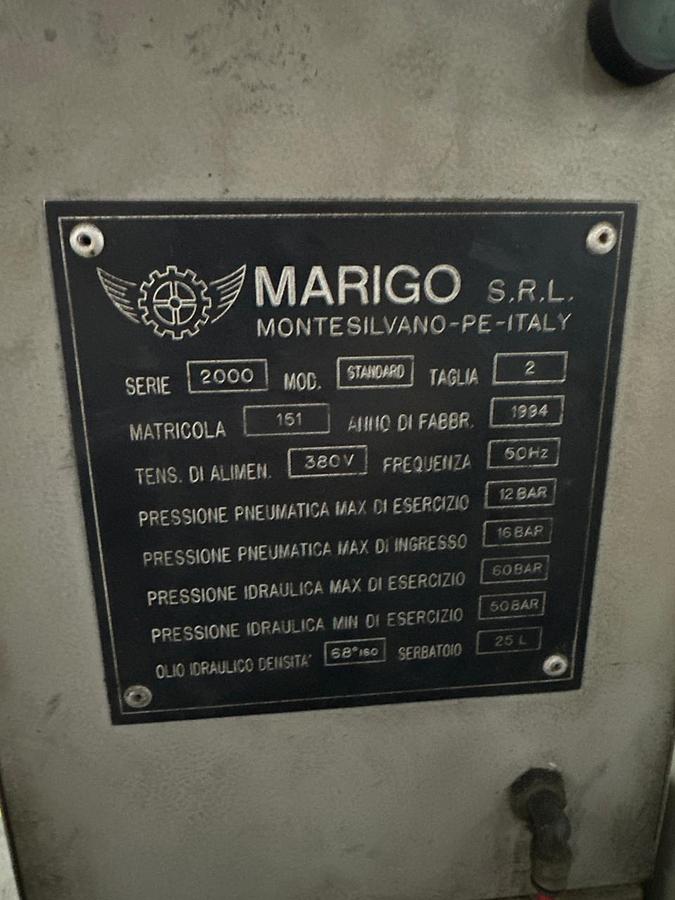 MARIGO S.R.L.
MONTESILVANO-PE-ITALY
SERIE 2000 MOD. STANDARD TAGLIA 2
MATRICOLA 151 ANNO DI FABBR. 1994
TENS. DI ALIMEN. 380V FREQUENZA 50Hz
PRESSIONE PNEUMATICA MAX DI ESERCIZIO 12 BAR
PRESSIONE PNEUMATICA MAX DI INGRESSO 16 BAR
PRESSIONE IDRAULICA MAX DI ESERCIZIO 60 BAR
PRESSIONE IDRAULICA MIN DI ESERCIZIO 50 BAR
OLIO IDRAULICO DENSITA' 68° ISO SERBATOIO 25 L